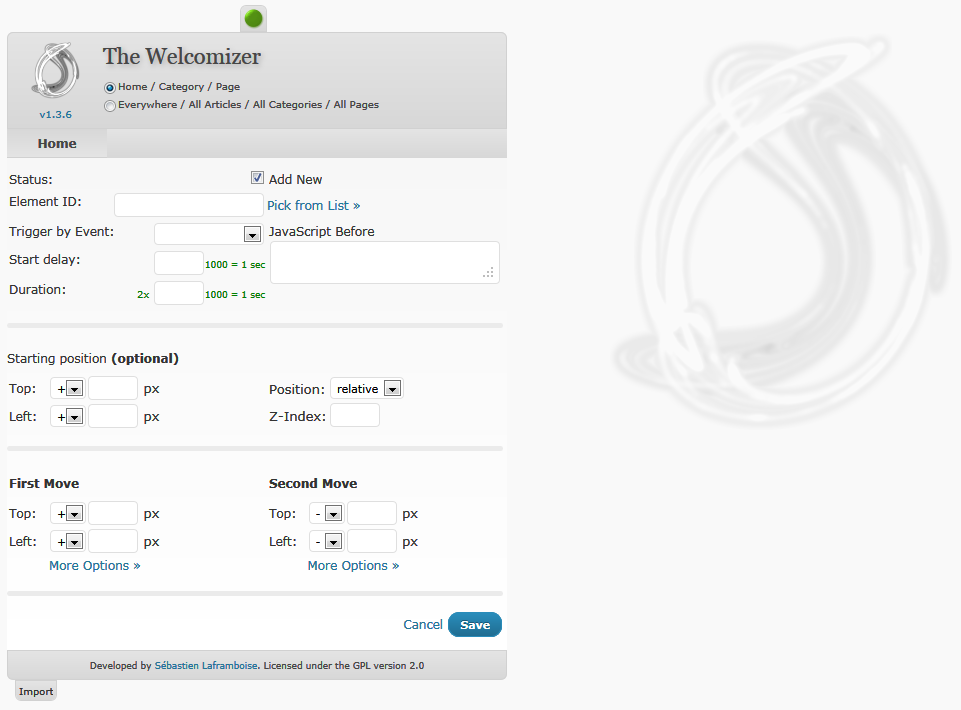 The Welcomizer
Home / Category / Page
Everywhere / All Articles / All Categories / All Pages
v1.3.6
Home
Status: Add New
Element ID: Pick from List »
Trigger by Event: JavaScript Before
Start delay: 1000 = 1 sec
Duration: 2x 1000 = 1 sec
Starting position (optional)
Top: + px Position: relative
Left: + px Z-Index:
First Move Second Move
Top: + px Top: - px
Left: + px Left: - px
More Options » More Options »
Cancel Save
Developed by Sébastien Laframboise. Licensed under the GPL version 2.0
Import